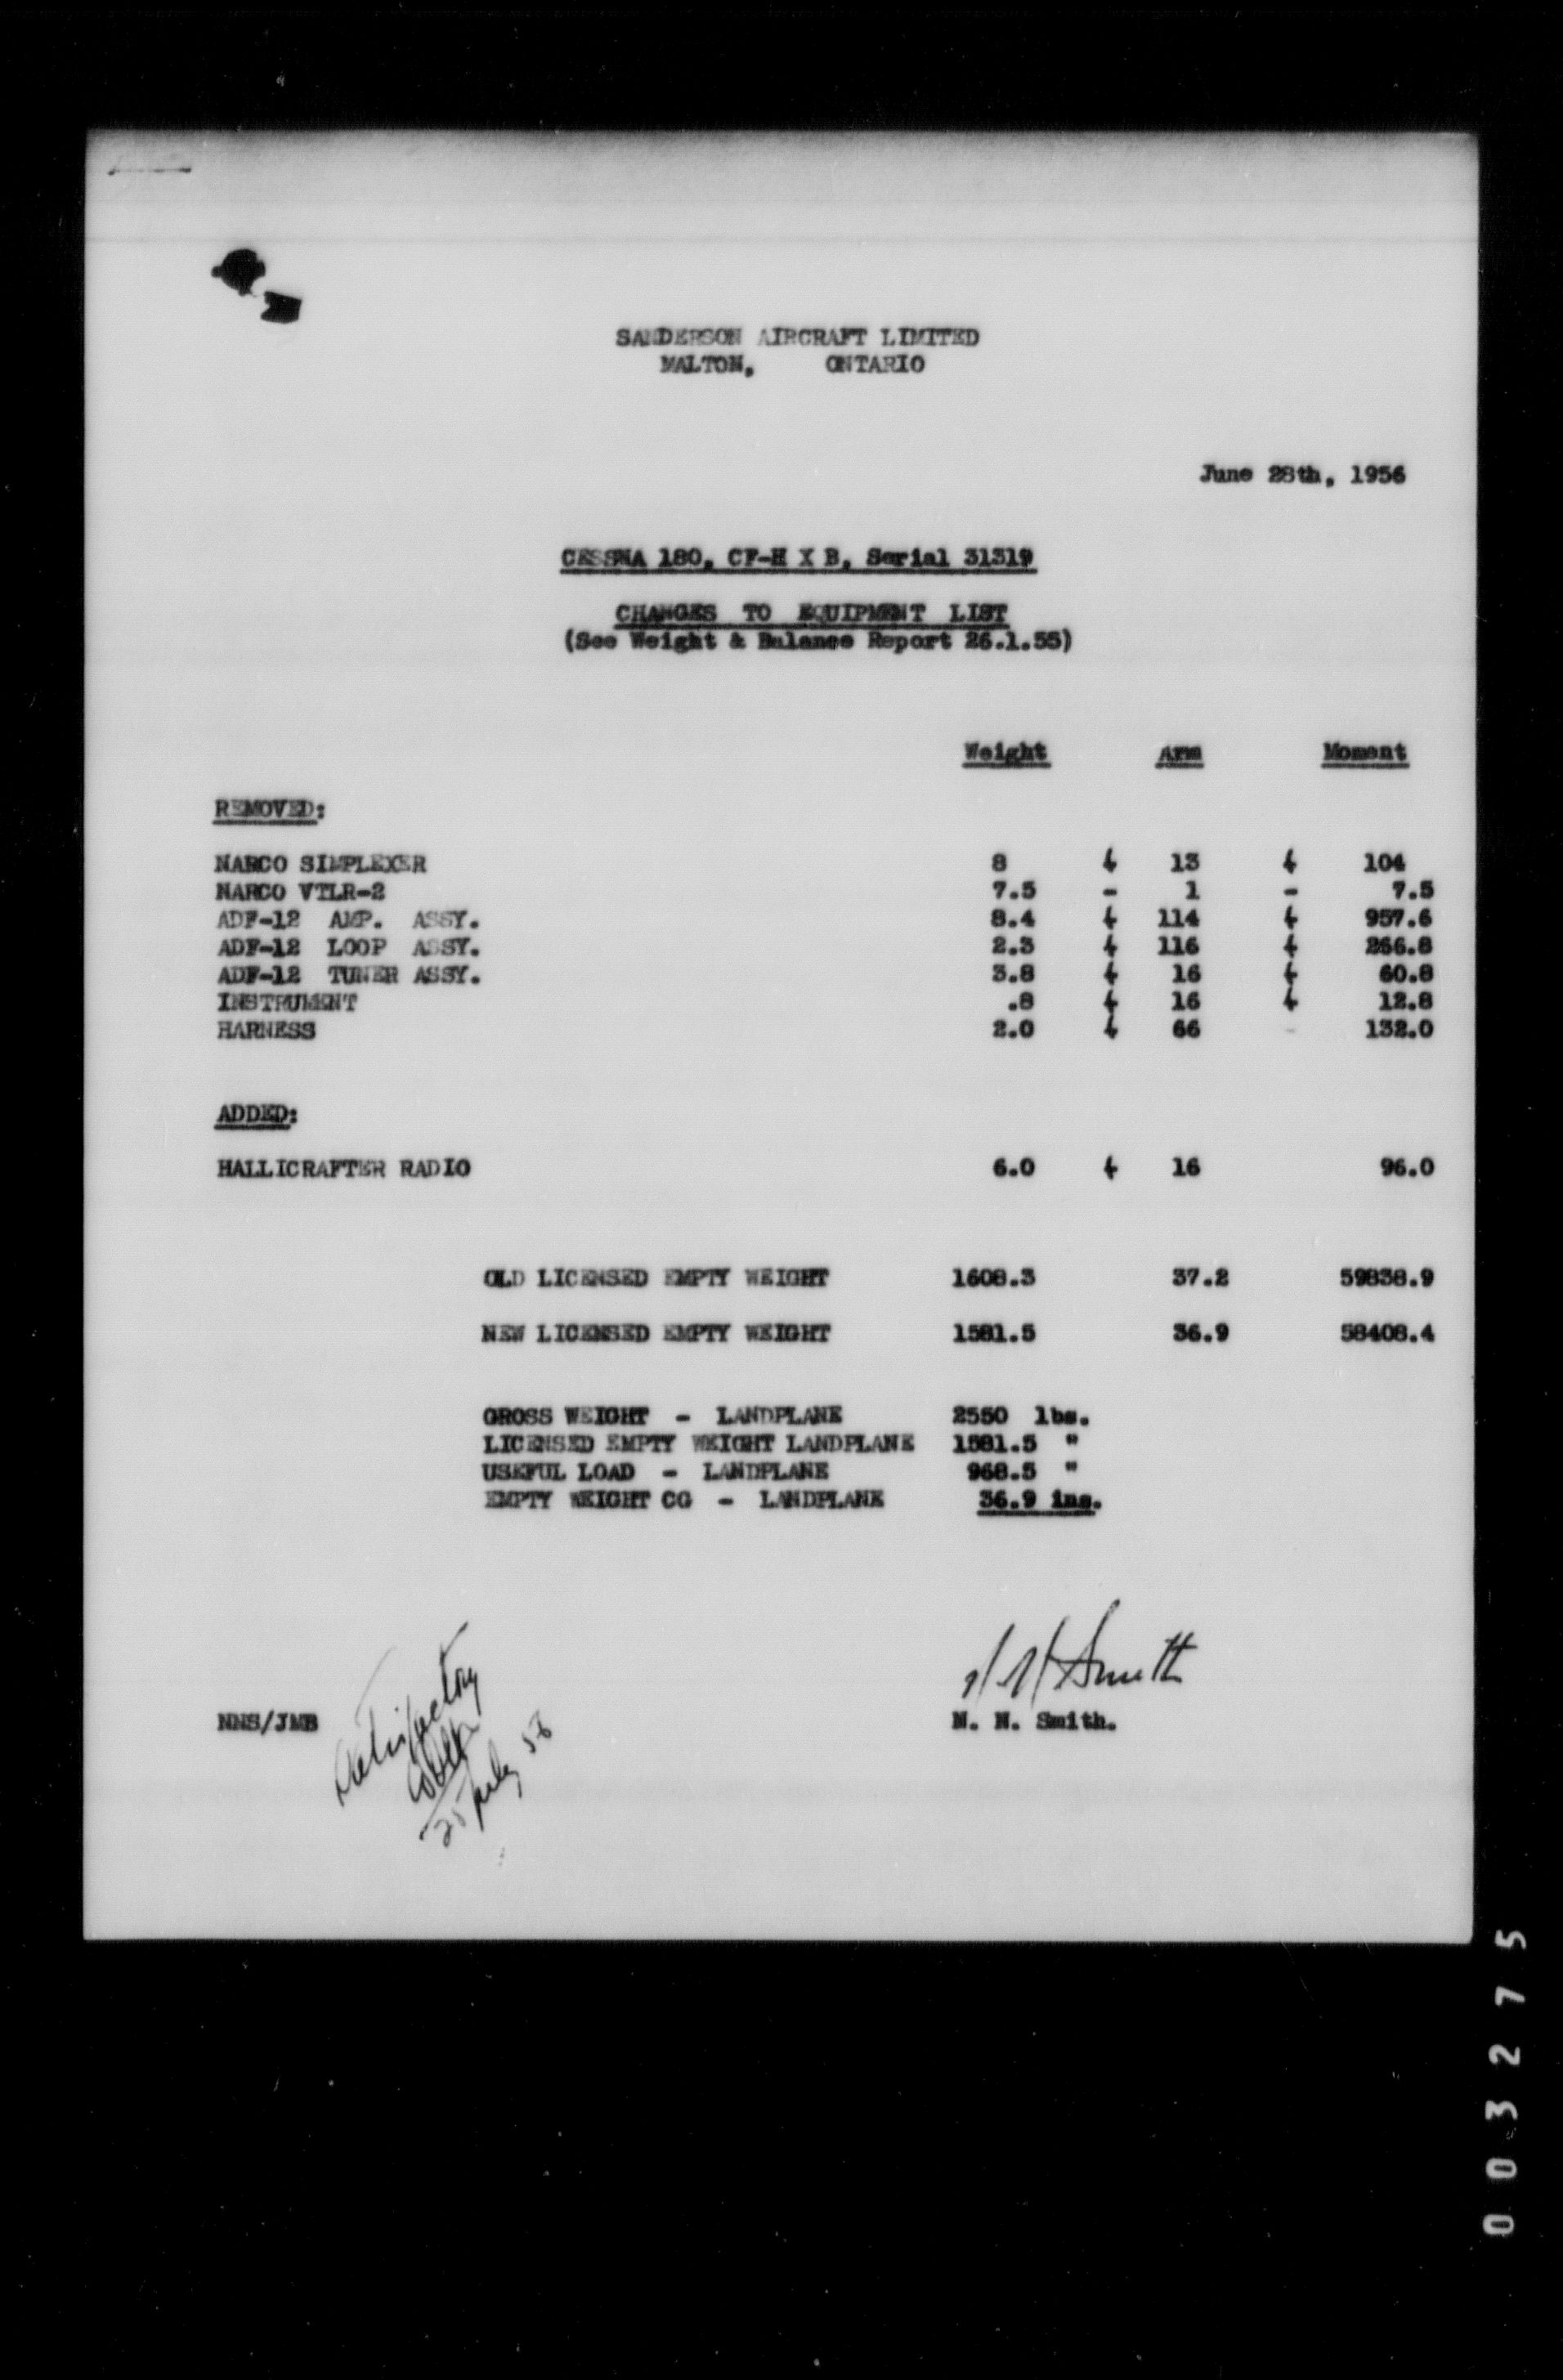 SANDERSON AIRCRAFT LIMITED
MALTON, ONTARIO
June 28th, 1956
CESSNA 180, CF-H X B, Serial 31319
CHANGES TO EQUIPMENT LIST
(See Weight & Balance Report 26.1.55)
Weight Arm Moment
REMOVED:
NARCO SIMPLEXER 8 + 13 + 104
NARCO VTLR-2 7.5 - 1 - 7.5
ADF-12 AMP. ASSY. 8.4 + 114 + 957.6
ADF-12 LOOP ASSY. 2.3 + 116 + 266.8
ADF-12 TUNER ASSY. 3.8 + 16 + 60.8
INSTRUMENT .8 + 16 + 12.8
HARNESS 2.0 + 66 - 132.0
ADDED:
HALLICRAFTER RADIO 6.0 + 16 96.0
OLD LICENSED EMPTY WEIGHT 1608.3 37.2 59838.9
NEW LICENSED EMPTY WEIGHT 1581.5 36.9 58408.4
GROSS WEIGHT - LANDPLANE 2550 lbs.
LICENSED EMPTY WEIGHT LANDPLANE 1581.5 "
USEFUL LOAD - LANDPLANE 968.5 "
EMPTY WEIGHT CG - LANDPLANE 36.9 ins.
N N Smith
NNS/JMB N. N. Smith.
Satisfactory
25 July 56
003275